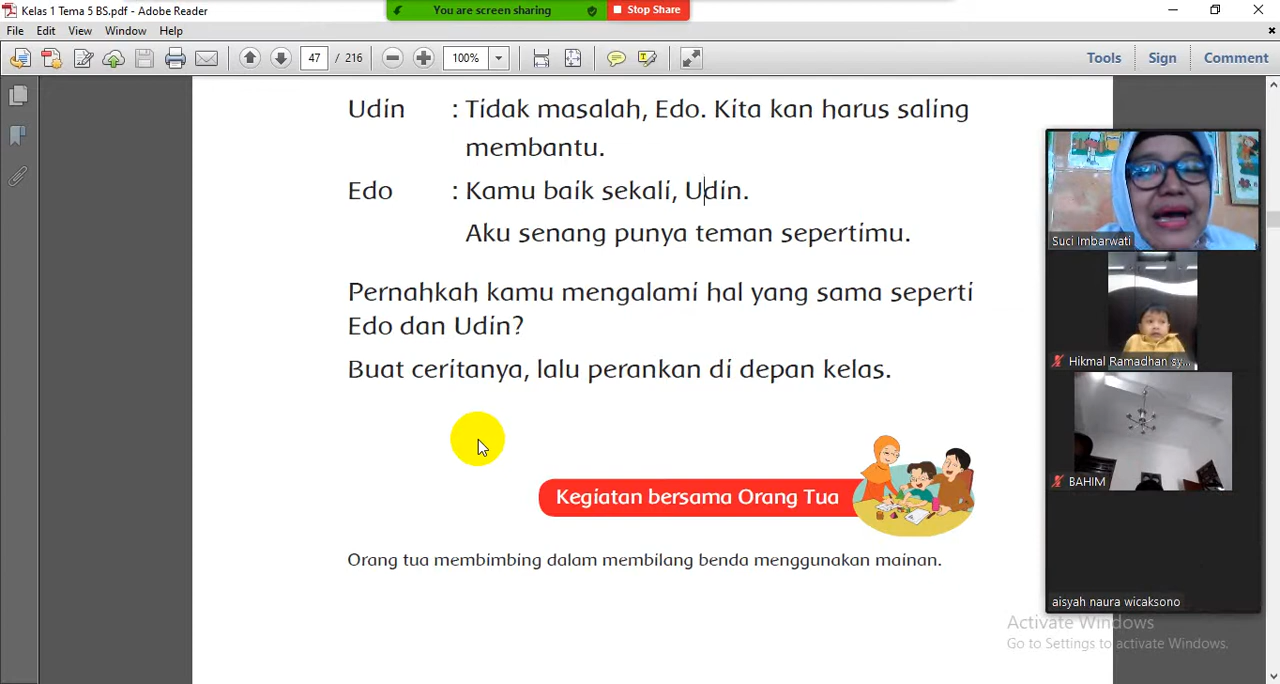 Kelas 1 Tema 5 BS.pdf - Adobe Reader
You are screen sharing
Stop Share
File Edit View Window Help
47 / 216
100%
Tools Sign Comment
Udin : Tidak masalah, Edo. Kita kan harus saling
membantu.
Edo : Kamu baik sekali, Udin.
Aku senang punya teman sepertimu.
Pernahkah kamu mengalami hal yang sama seperti
Edo dan Udin?
Buat ceritanya, lalu perankan di depan kelas.
Kegiatan bersama Orang Tua
Orang tua membimbing dalam membilang benda menggunakan mainan.
Suci Imbarwati
Hikmal Ramadhan sy...
BAHIM
aisyah naura wicaksono
Activate Windows
Go to Settings to activate Windows.